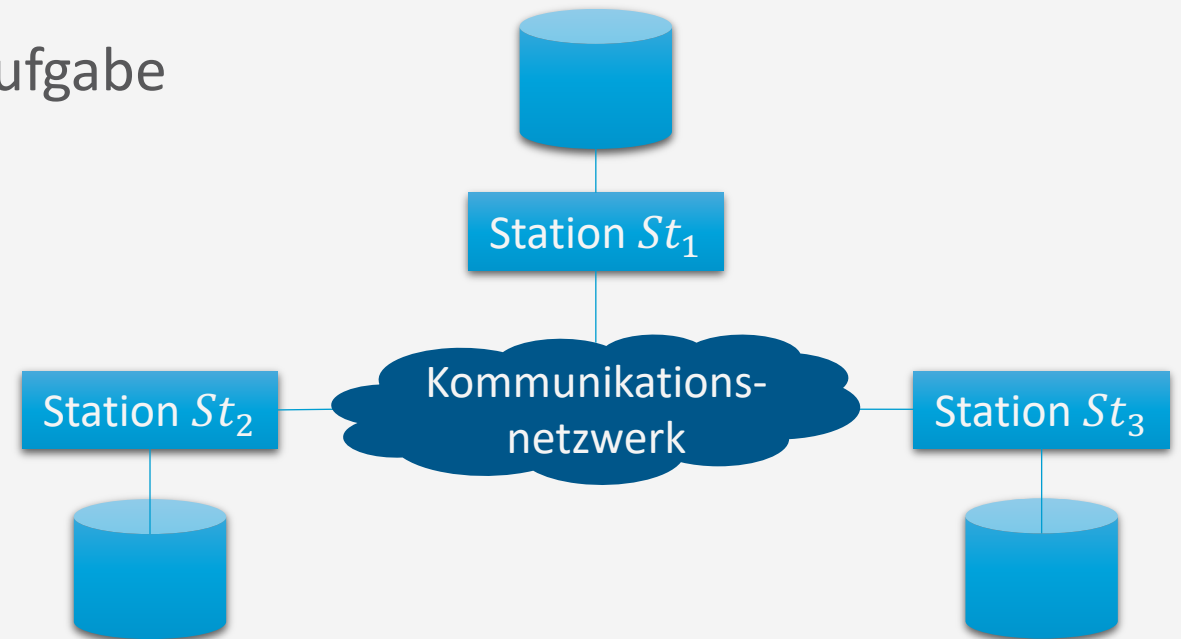 ufgabe
Station St₁
Kommunikations-
netzwerk
Station St₂
Station St₃